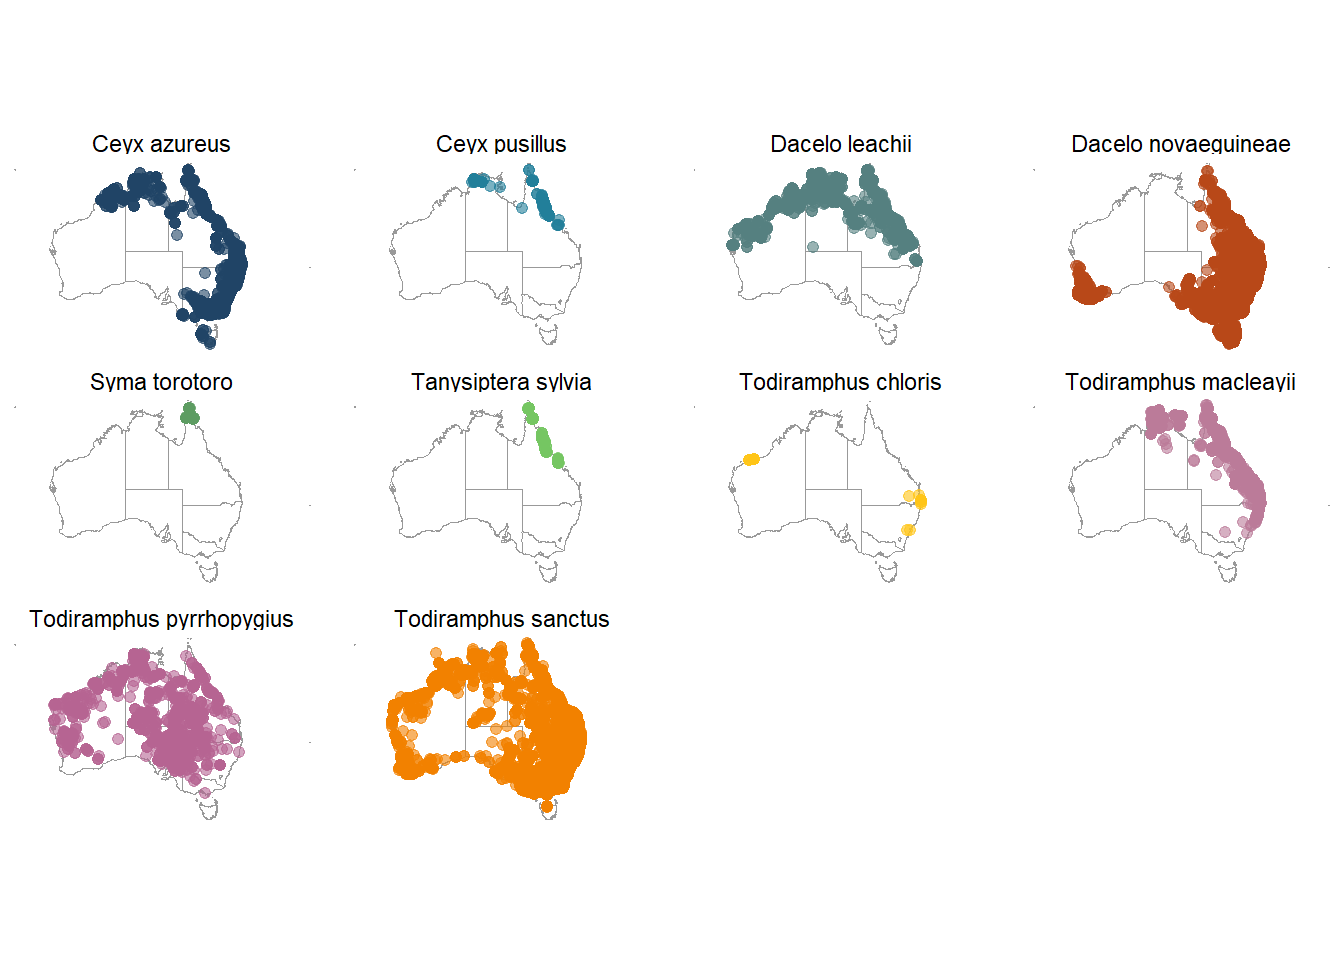 Ceyx azureus
Ceyx pusillus
Dacelo leachii
Dacelo novaeguineae
Syma torotoro
Tanysiptera sylvia
Todiramphus chloris
Todiramphus macleayii
Todiramphus pyrrhopygius
Todiramphus sanctus